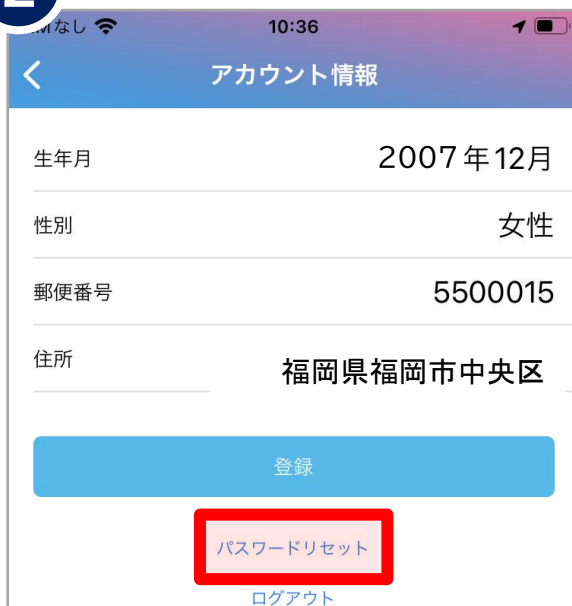 2
Mなし 10:36
アカウント情報
生年月 2007年12月
性別 女性
郵便番号 5500015
住所 福岡県福岡市中央区
登録
パスワードリセット
ログアウト